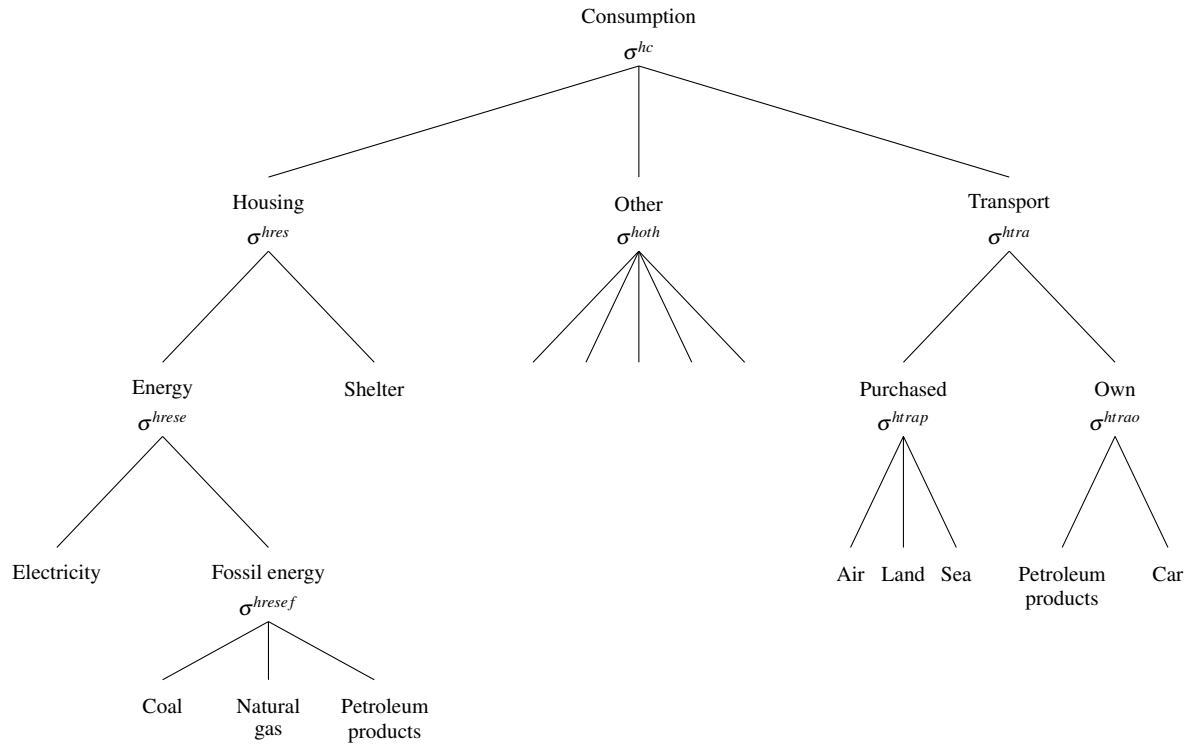 Consumption
σ^hc
Housing
Other
Transport
σ^hres
σ^hoth
σ^htra
Energy
Shelter
Purchased
Own
σ^hrese
σ^htrap
σ^htrao
Electricity
Fossil energy
Air
Land
Sea
Petroleum
products
Car
σ^hresef
Coal
Natural
gas
Petroleum
products